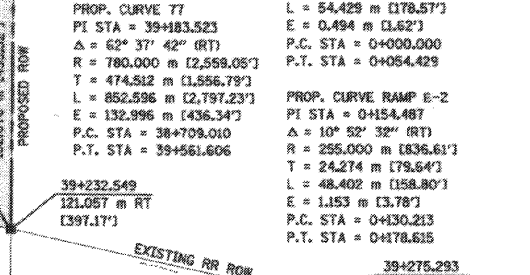 PROP. CURVE 77
PI STA = 39+183.523
Δ = 62° 37' 42" (RT)
R = 780.000 m [2,559.05']
T = 474.512 m [1,556.79']
L = 852.596 m [2,797.23']
E = 132.996 m [436.34']
P.C. STA = 38+709.010
P.T. STA = 39+561.606
L = 54.429 m [178.57']
E = 0.494 m [1.62']
P.C. STA = 0+000.000
P.T. STA = 0+054.429
PROP. CURVE RAMP E-2
PI STA = 0+154.487
Δ = 10° 52' 32" (RT)
R = 255.000 m [836.61']
T = 24.274 m [79.64']
L = 48.402 m [158.80']
E = 1.153 m [3.78']
P.C. STA = 0+130.213
P.T. STA = 0+178.615
PROPOSED ROW
39+232.549
121.057 m RT
[397.17']
EXISTING RR ROW
39+275.293